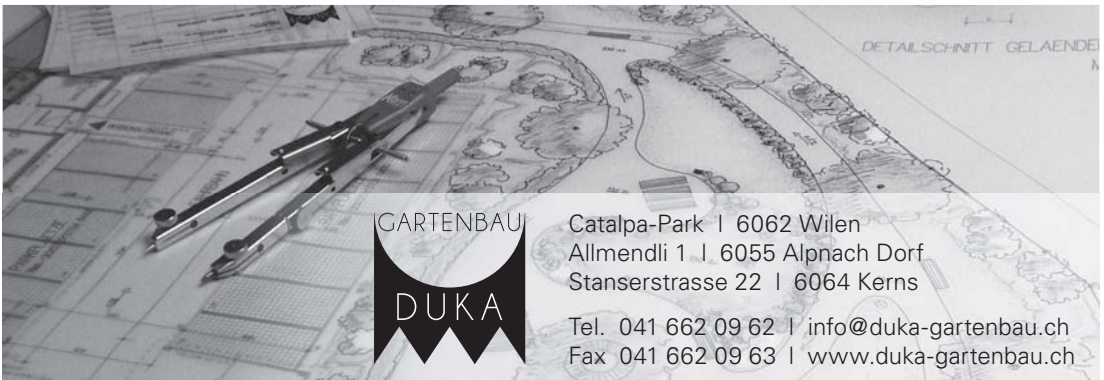 DETAILSCHNITT GELAENDE
M
GARTENBAU
DUKA
Catalpa-Park | 6062 Wilen
Allmendli 1 | 6055 Alpnach Dorf
Stanserstrasse 22 | 6064 Kerns
Tel. 041 662 09 62 | info@duka-gartenbau.ch
Fax 041 662 09 63 | www.duka-gartenbau.ch